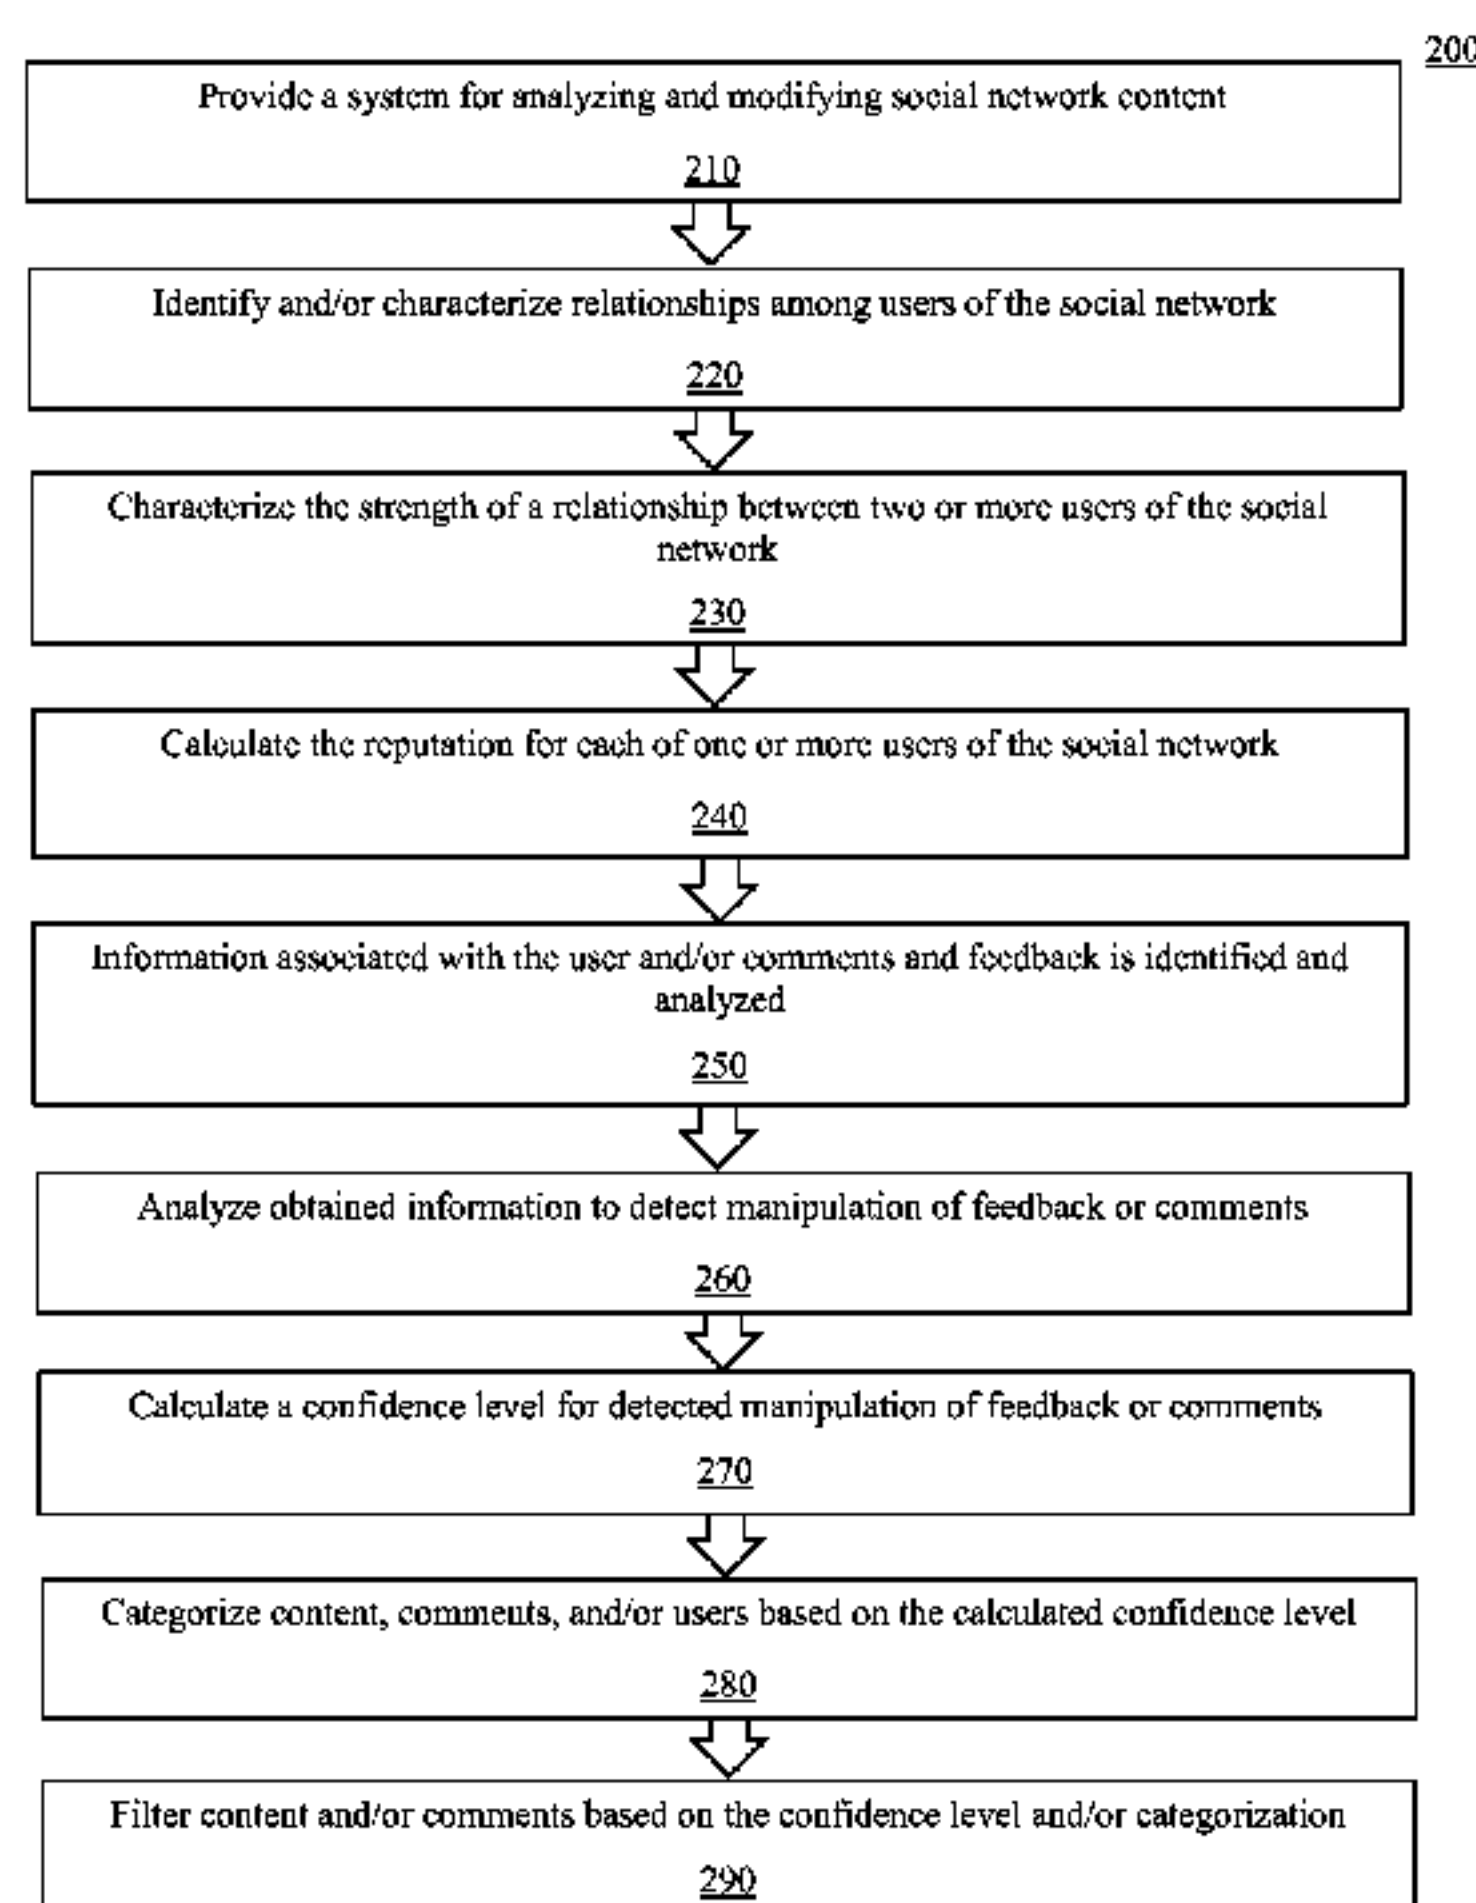 200
Provide a system for analyzing and modifying social network content
210
Identify and/or characterize relationships among users of the social network
220
Characterize the strength of a relationship between two or more users of the social
network
230
Calculate the reputation for each of one or more users of the social network
240
Information associated with the user and/or comments and feedback is identified and
analyzed
250
Analyze obtained information to detect manipulation of feedback or comments
260
Calculate a confidence level for detected manipulation of feedback or comments
270
Categorize content, comments, and/or users based on the calculated confidence level
280
Filter content and/or comments based on the confidence level and/or categorization
290